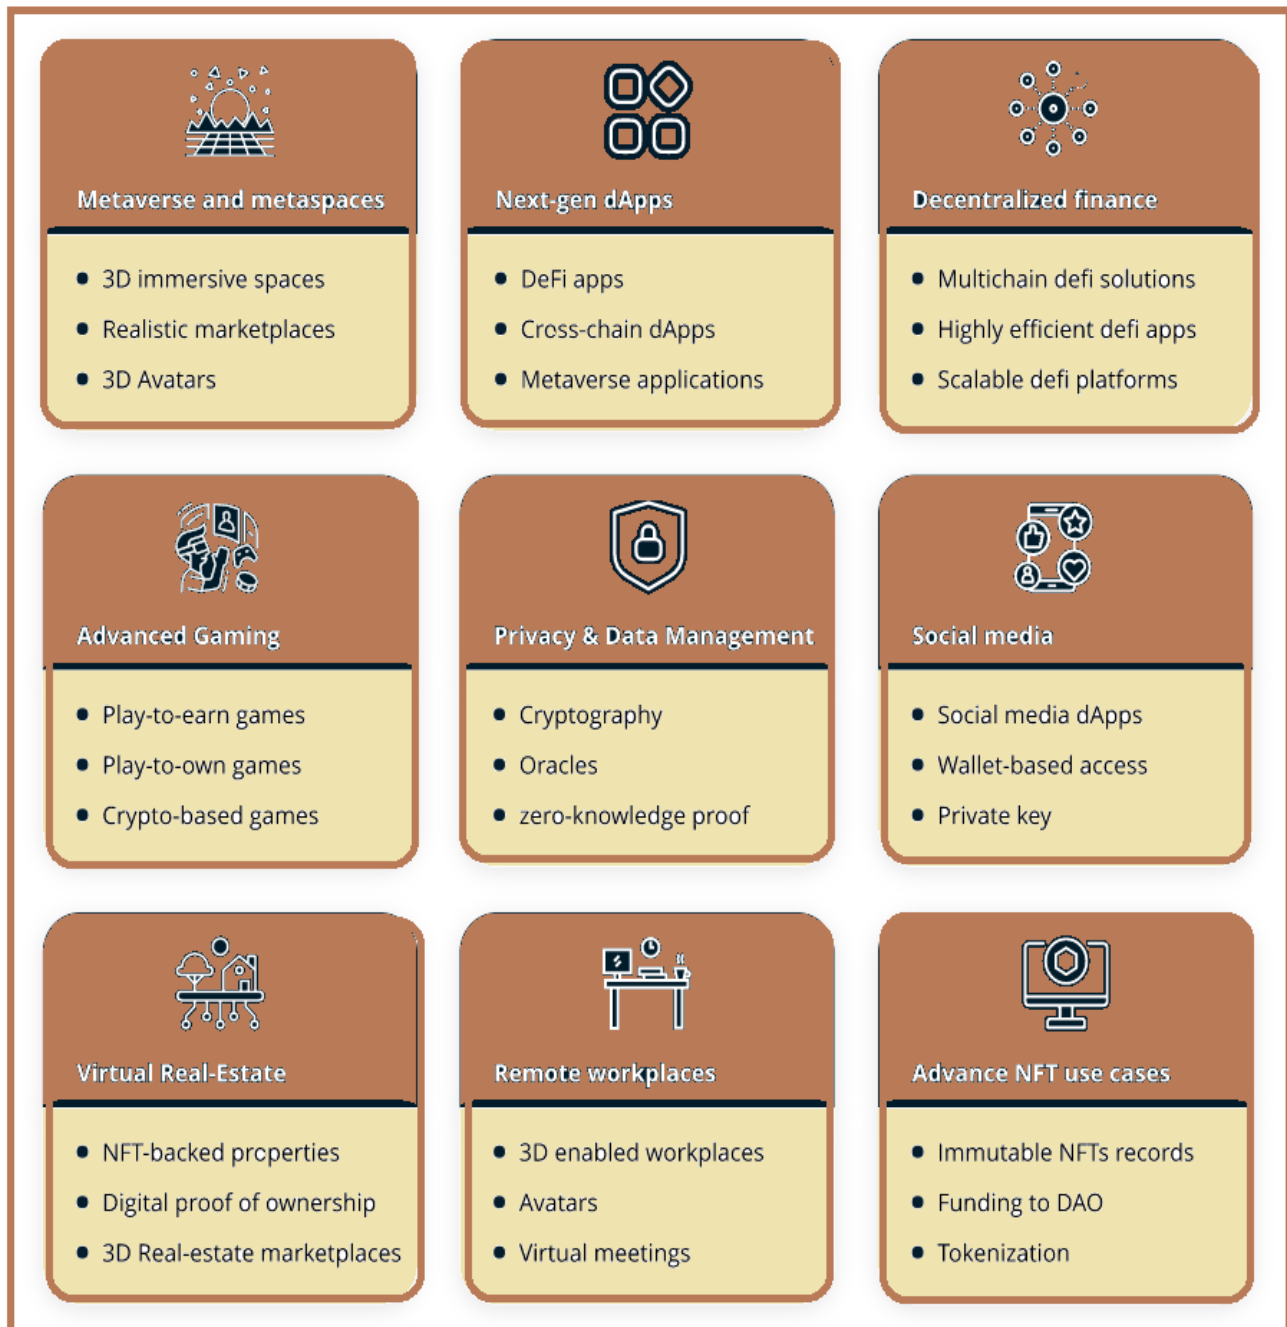 Metaverse and metaspaces
• 3D immersive spaces
• Realistic marketplaces
• 3D Avatars
Next-gen dApps
• DeFi apps
• Cross-chain dApps
• Metaverse applications
Decentralized finance
• Multichain defi solutions
• Highly efficient defi apps
• Scalable defi platforms
Advanced Gaming
• Play-to-earn games
• Play-to-own games
• Crypto-based games
Privacy & Data Management
• Cryptography
• Oracles
• zero-knowledge proof
Social media
• Social media dApps
• Wallet-based access
• Private key
Virtual Real-Estate
• NFT-backed properties
• Digital proof of ownership
• 3D Real-estate marketplaces
Remote workplaces
• 3D enabled workplaces
• Avatars
• Virtual meetings
Advance NFT use cases
• Immutable NFTs records
• Funding to DAO
• Tokenization